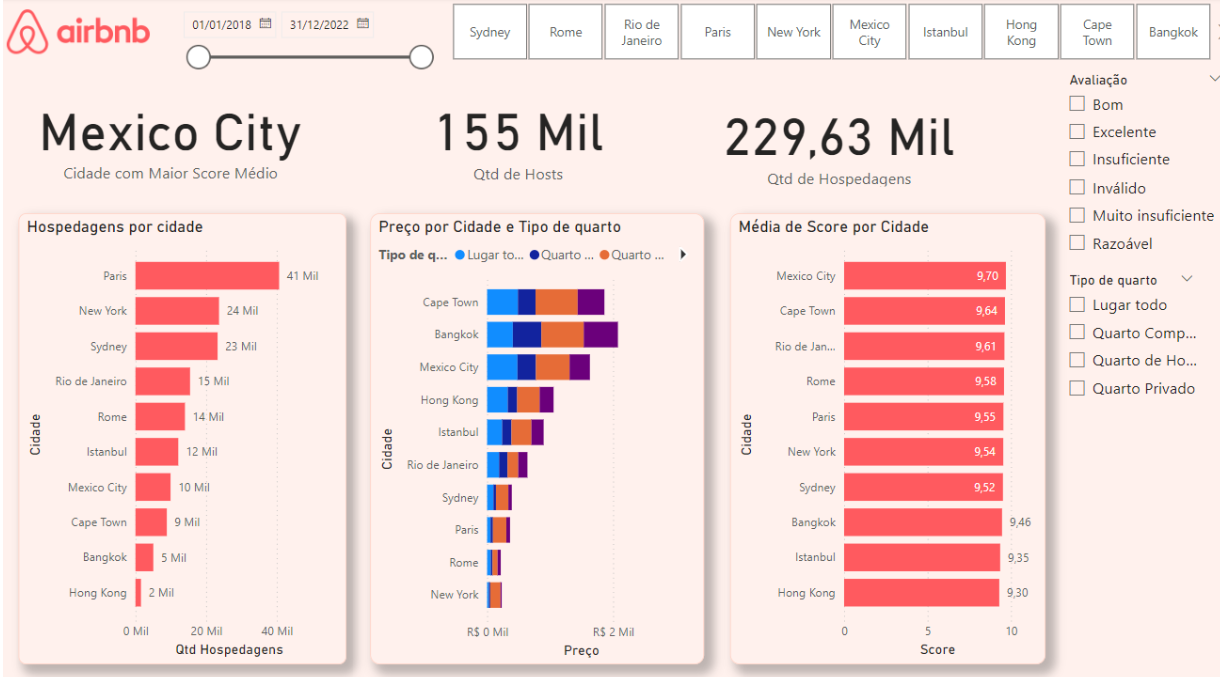 airbnb
01/01/2018 31/12/2022
Sydney
Rome
Rio de
Janeiro
Paris
New York
Mexico
City
Istanbul
Hong
Kong
Cape
Town
Bangkok
Mexico City
Cidade com Maior Score Médio
155 Mil
Qtd de Hosts
229,63 Mil
Qtd de Hospedagens
Avaliação
Bom
Excelente
Insuficiente
Inválido
Muito insuficiente
Razoável
Tipo de quarto
Lugar todo
Quarto Comp...
Quarto de Ho...
Quarto Privado
Hospedagens por cidade
Cidade
Paris 41 Mil
New York 24 Mil
Sydney 23 Mil
Rio de Janeiro 15 Mil
Rome 14 Mil
Istanbul 12 Mil
Mexico City 10 Mil
Cape Town 9 Mil
Bangkok 5 Mil
Hong Kong 2 Mil
0 Mil 20 Mil 40 Mil
Qtd Hospedagens
Preço por Cidade e Tipo de quarto
Tipo de q... Lugar to... Quarto ... Quarto ...
Cidade
Cape Town
Bangkok
Mexico City
Hong Kong
Istanbul
Rio de Janeiro
Sydney
Paris
Rome
New York
R$ 0 Mil R$ 2 Mil
Preço
Média de Score por Cidade
Cidade
Mexico City 9,70
Cape Town 9,64
Rio de Jan... 9,61
Rome 9,58
Paris 9,55
New York 9,54
Sydney 9,52
Bangkok 9,46
Istanbul 9,35
Hong Kong 9,30
0 5 10
Score